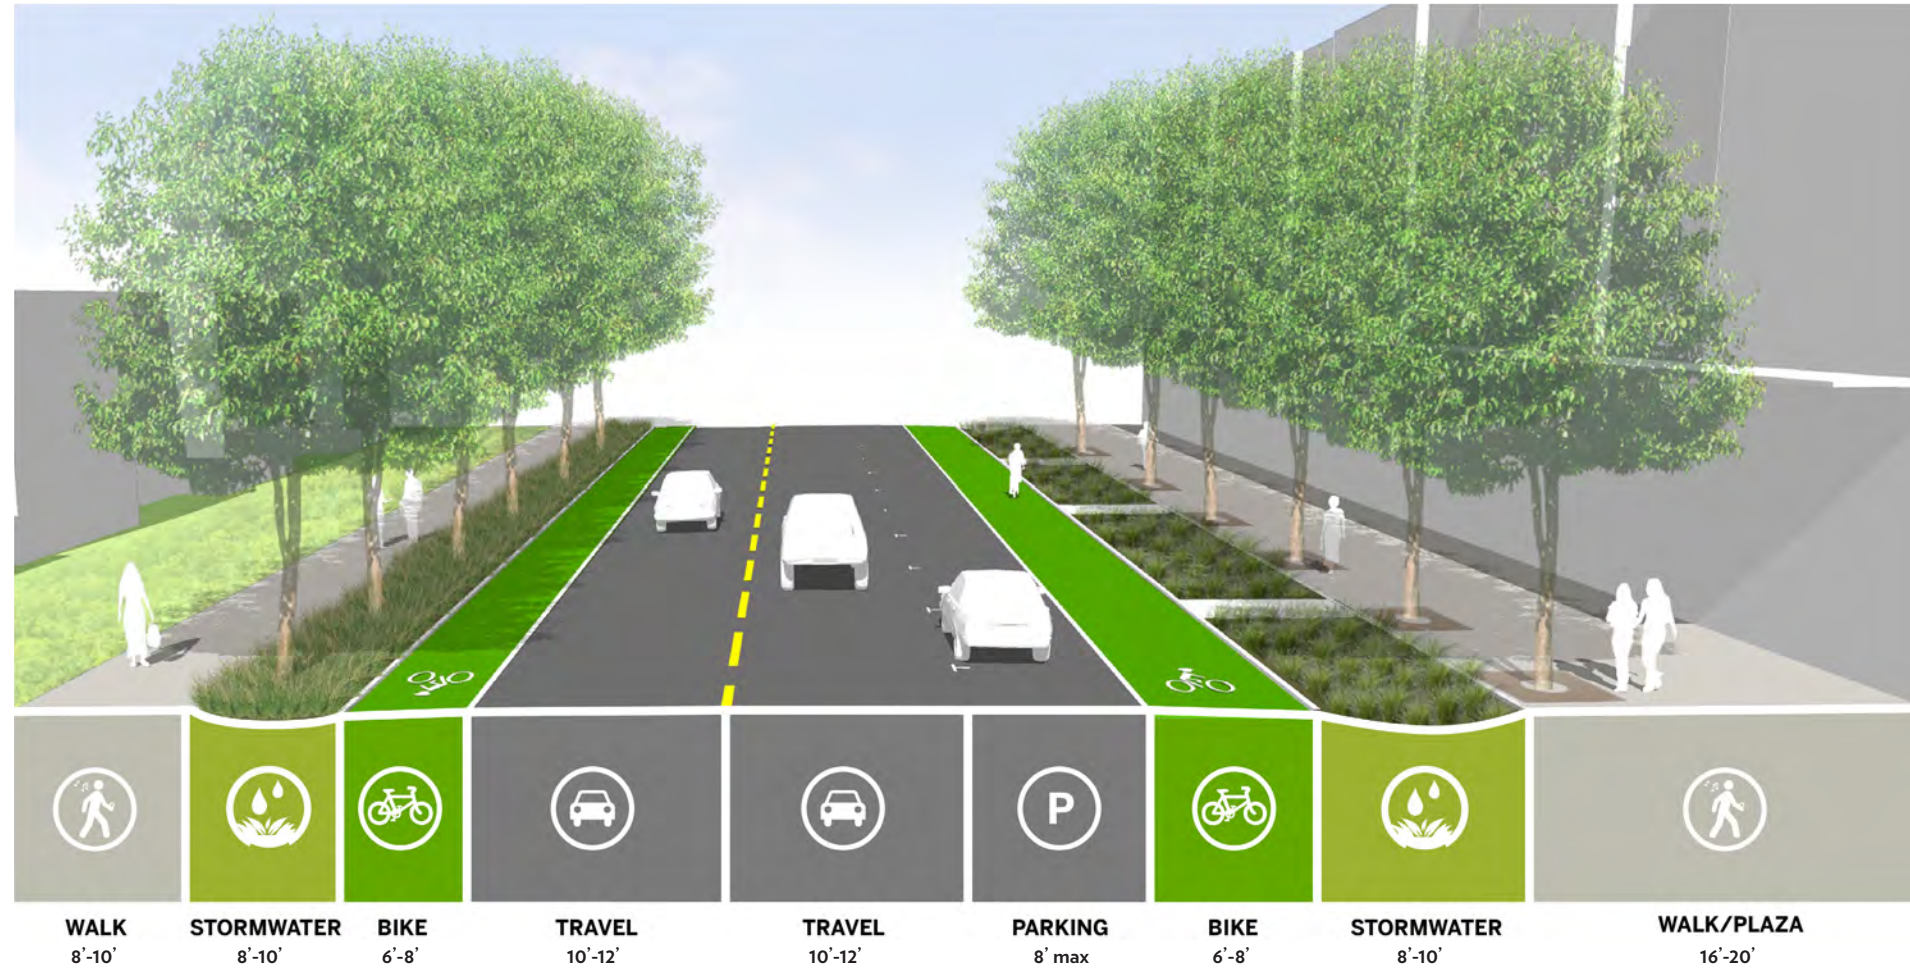 P
WALK
8'-10'
STORMWATER
8'-10'
BIKE
6'-8'
TRAVEL
10'-12'
TRAVEL
10'-12'
PARKING
8' max
BIKE
6'-8'
STORMWATER
8'-10'
WALK/PLAZA
16'-20'